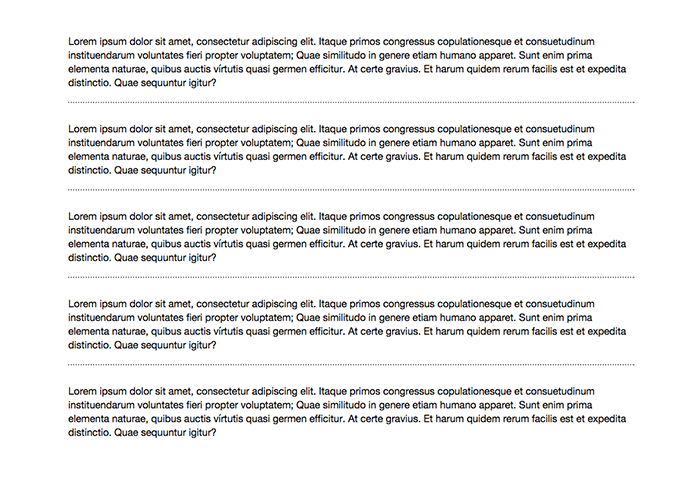 Lorem ipsum dolor sit amet, consectetur adipiscing elit. Itaque primos congressus copulationesque et consuetudinum
instituendarum voluntates fieri propter voluptatem; Quae similitudo in genere etiam humano apparet. Sunt enim prima
elementa naturae, quibus auctis vírtutis quasi germen efficitur. At certe gravius. Et harum quidem rerum facilis est et expedita
distinctio. Quae sequuntur igitur?
Lorem ipsum dolor sit amet, consectetur adipiscing elit. Itaque primos congressus copulationesque et consuetudinum
instituendarum voluntates fieri propter voluptatem; Quae similitudo in genere etiam humano apparet. Sunt enim prima
elementa naturae, quibus auctis vírtutis quasi germen efficitur. At certe gravius. Et harum quidem rerum facilis est et expedita
distinctio. Quae sequuntur igitur?
Lorem ipsum dolor sit amet, consectetur adipiscing elit. Itaque primos congressus copulationesque et consuetudinum
instituendarum voluntates fieri propter voluptatem; Quae similitudo in genere etiam humano apparet. Sunt enim prima
elementa naturae, quibus auctis vírtutis quasi germen efficitur. At certe gravius. Et harum quidem rerum facilis est et expedita
distinctio. Quae sequuntur igitur?
Lorem ipsum dolor sit amet, consectetur adipiscing elit. Itaque primos congressus copulationesque et consuetudinum
instituendarum voluntates fieri propter voluptatem; Quae similitudo in genere etiam humano apparet. Sunt enim prima
elementa naturae, quibus auctis vírtutis quasi germen efficitur. At certe gravius. Et harum quidem rerum facilis est et expedita
distinctio. Quae sequuntur igitur?
Lorem ipsum dolor sit amet, consectetur adipiscing elit. Itaque primos congressus copulationesque et consuetudinum
instituendarum voluntates fieri propter voluptatem; Quae similitudo in genere etiam humano apparet. Sunt enim prima
elementa naturae, quibus auctis vírtutis quasi germen efficitur. At certe gravius. Et harum quidem rerum facilis est et expedita
distinctio. Quae sequuntur igitur?